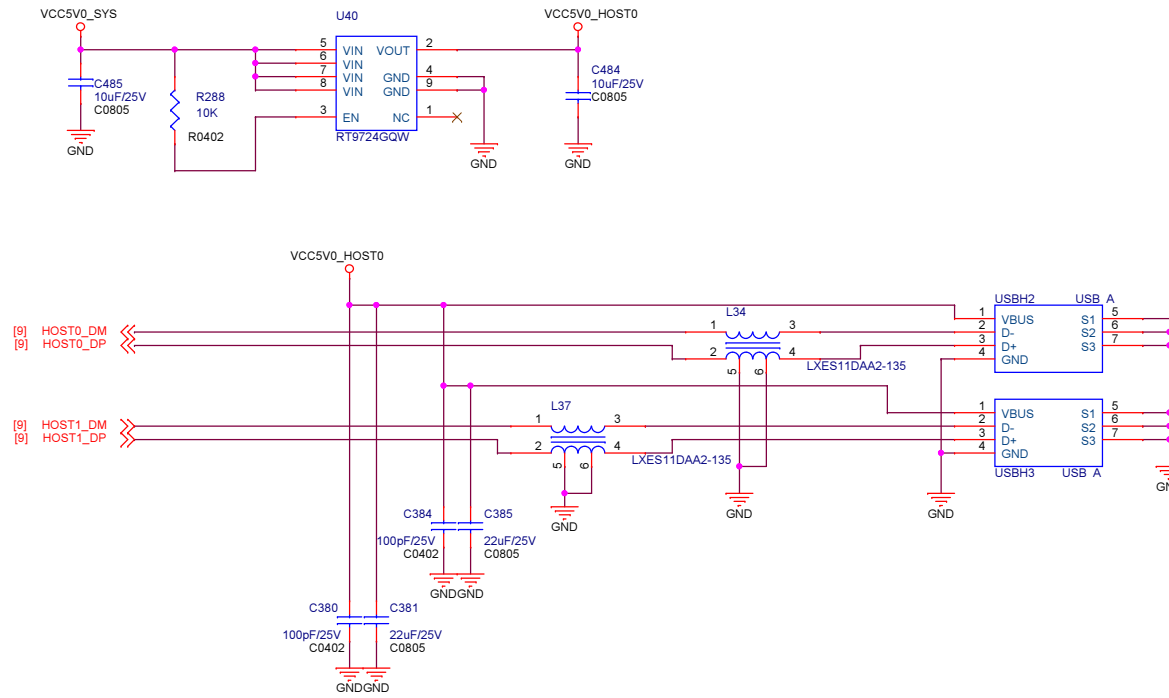 VCC5V0_SYS
U40
VCC5V0_HOST0
5 VIN VOUT 2
6 VIN
7 VIN GND 4
8 VIN GND 9
3 EN NC 1
RT9724GQW
C485
10uF/25V
C0805
GND
R288
10K
R0402
GND
C484
10uF/25V
C0805
GND
VCC5V0_HOST0
[9] HOST0_DM
[9] HOST0_DP
L34
1 3
2 4
5 6
LXES11DAA2-135
GND
USBH2 USB A
1 VBUS S1 5
2 D- S2 6
3 D+ S3 7
4 GND
[9] HOST1_DM
[9] HOST1_DP
L37
1 3
2 4
5 6
LXES11DAA2-135
GND
1 VBUS S1 5
2 D- S2 6
3 D+ S3 7
4 GND
USBH3 USB A
GND
C384
100pF/25V
C0402
GND
C385
22uF/25V
C0805
GND
C380
100pF/25V
C0402
GND
C381
22uF/25V
C0805
GND